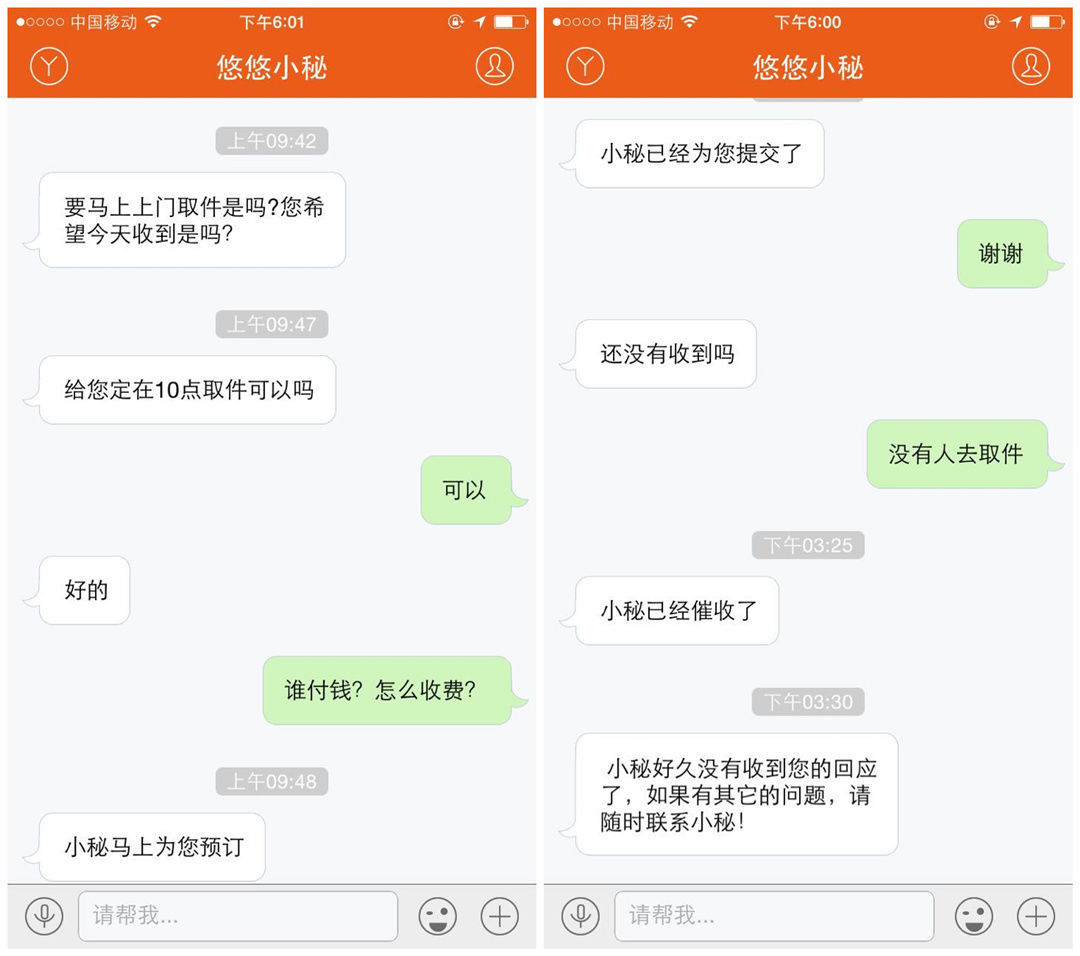 中国移动 下午6:01
悠悠小秘
上午09:42
要马上上门取件是吗?您希
望今天收到是吗?
上午09:47
给您定在10点取件可以吗
可以
好的
谁付钱？怎么收费？
上午09:48
小秘马上为您预订
请帮我...
中国移动 下午6:00
悠悠小秘
小秘已经为您提交了
谢谢
还没有收到吗
没有人去取件
下午03:25
小秘已经催收了
下午03:30
小秘好久没有收到您的回应
了，如果有其它的问题，请
随时联系小秘！
请帮我...